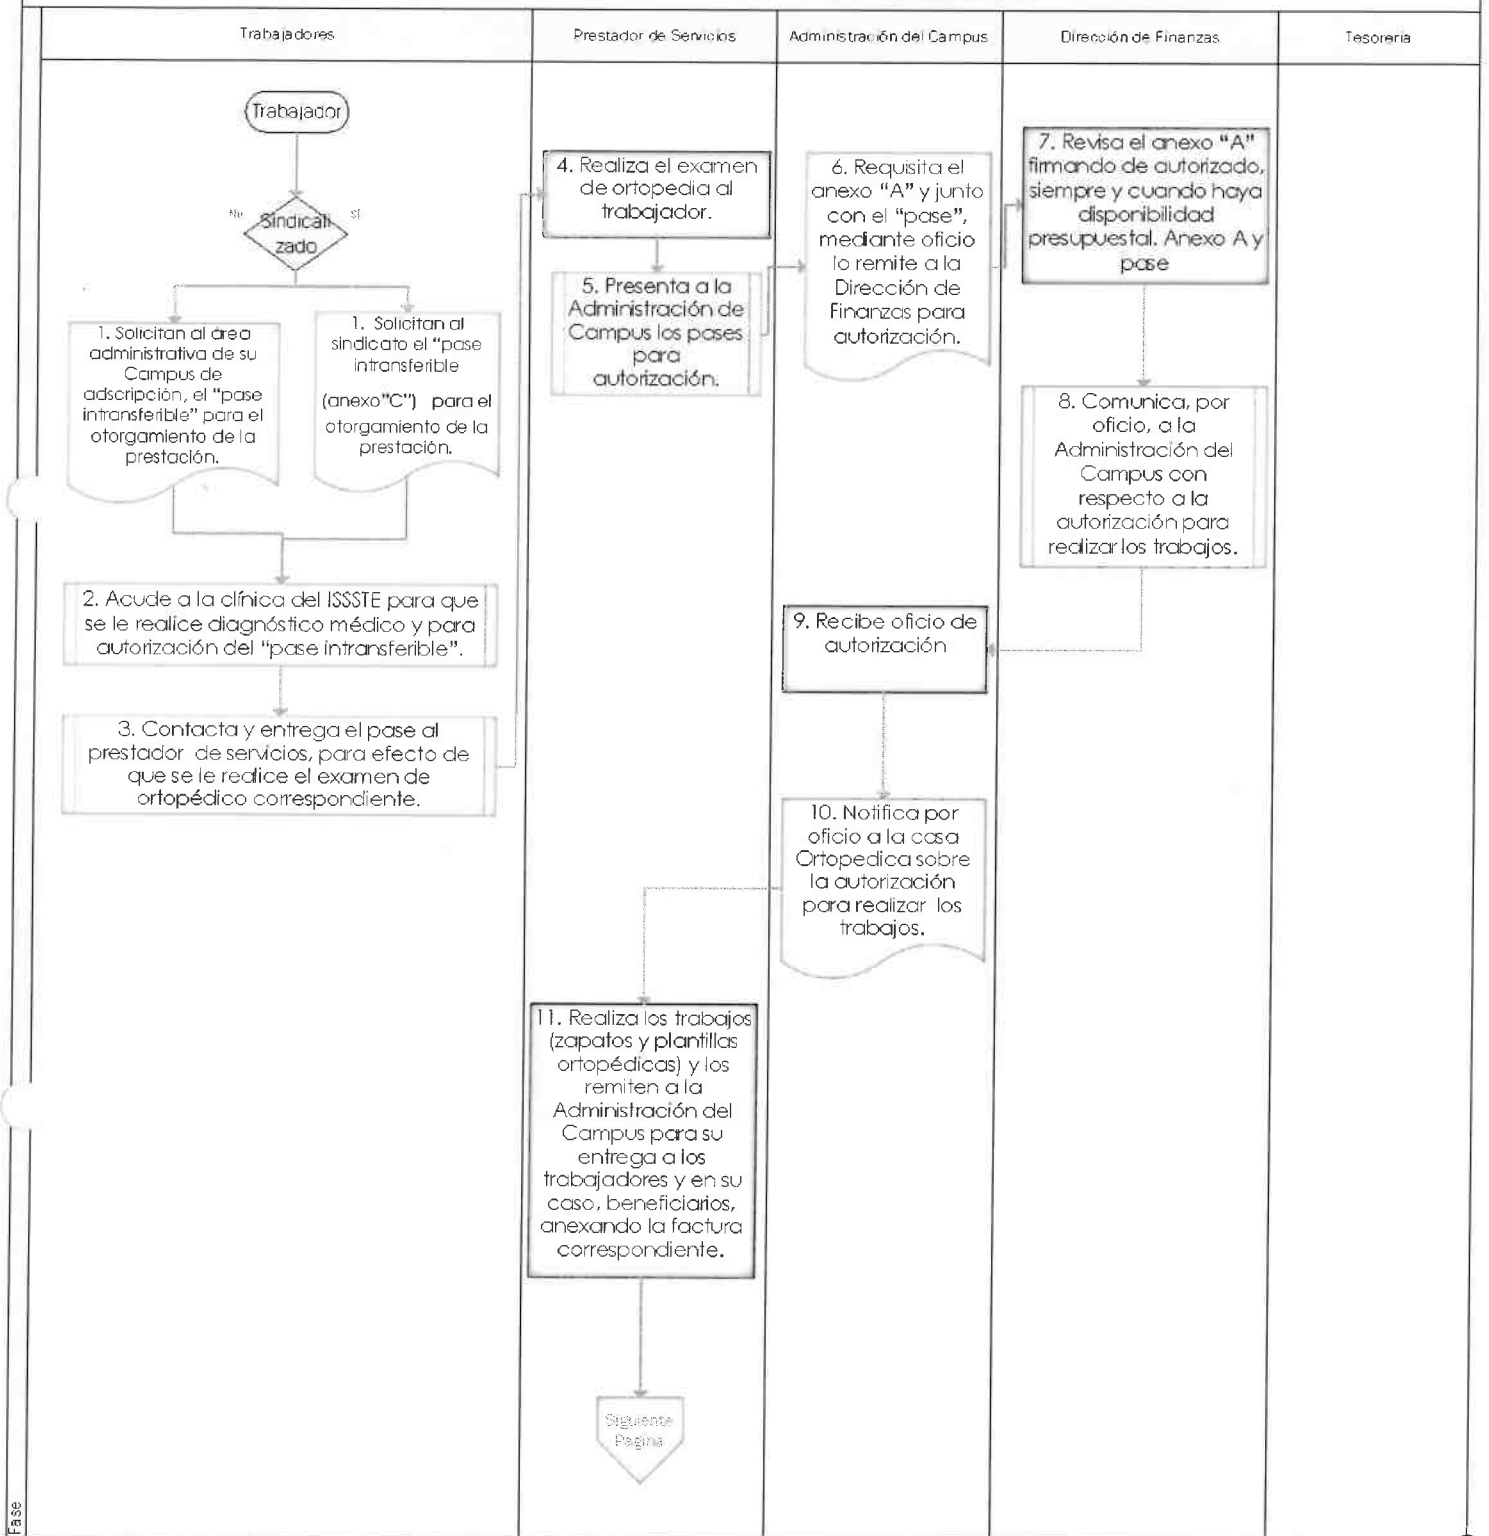 Trabajadores
Prestador de Servicios
Administración del Campus
Dirección de Finanzas
Tesorería
Trabajador
No
Si
Sindicali
zado
1. Solicitan al área
administrativa de su
Campus de
adscripción, el "pase
intransferible" para el
otorgamiento de la
prestación.
1. Solicitan al
sindicato el "pase
intransferible
(anexo"C") para el
otorgamiento de la
prestación.
2. Acude a la clínica del ISSSTE para que
se le realice diagnóstico médico y para
autorización del "pase intransferible".
3. Contacta y entrega el pase al
prestador de servicios, para efecto de
que se le realice el examen de
ortopédico correspondiente.
4. Realiza el examen
de ortopedia al
trabajador.
5. Presenta a la
Administración de
Campus los pases
para
autorización.
6. Requisita el
anexo "A" y junto
con el "pase",
mediante oficio
lo remite a la
Dirección de
Finanzas para
autorización.
7. Revisa el anexo "A"
firmando de autorizado,
siempre y cuando haya
disponibilidad
presupuestal. Anexo A y
pase
8. Comunica, por
oficio, a la
Administración del
Campus con
respecto a la
autorización para
realizar los trabajos.
9. Recibe oficio de
autorización
10. Notifica por
oficio a la casa
Ortopedica sobre
la autorización
para realizar los
trabajos.
11. Realiza los trabajos
(zapatos y plantillas
ortopédicas) y los
remiten a la
Administración del
Campus para su
entrega a los
trabajadores y en su
caso, beneficiarios,
anexando la factura
correspondiente.
Siguiente
Pagina
Fase